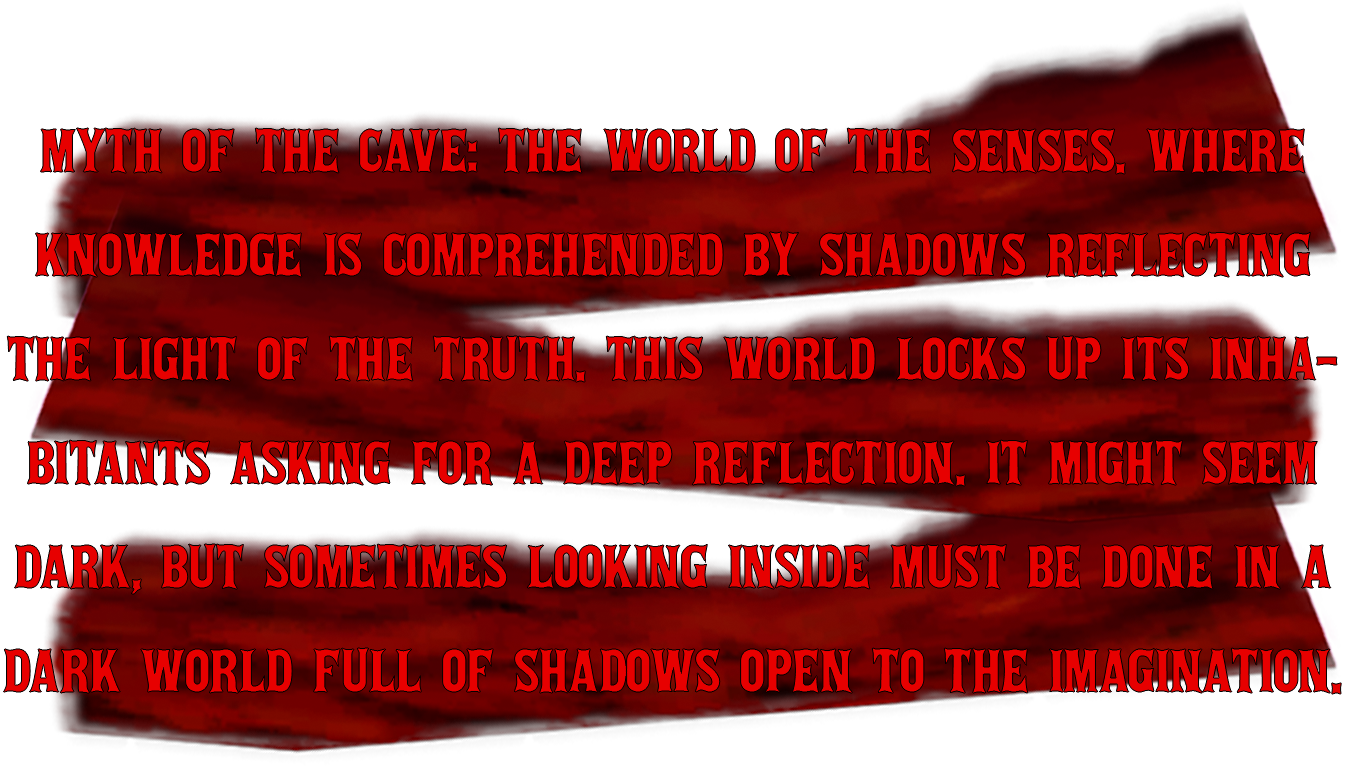 MYTH OF THE CAVE: THE WORLD OF THE SENSES. WHERE
KNOWLEDGE IS COMPREHENDED BY SHADOWS REFLECTING
THE LIGHT OF THE TRUTH. THIS WORLD LOCKS UP ITS INHA-
BITANTS ASKING FOR A DEEP REFLECTION. IT MIGHT SEEM
DARK, BUT SOMETIMES LOOKING INSIDE MUST BE DONE IN A
DARK WORLD FULL OF SHADOWS OPEN TO THE IMAGINATION.